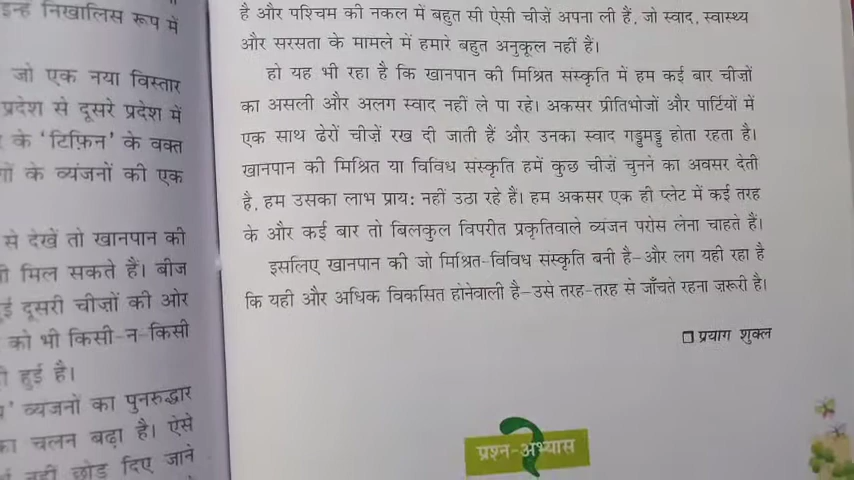 इन्हें निखालिस रूप में
जो एक नया विस्तार
प्रदेश से दूसरे प्रदेश में
के 'टिफ़िन' के वक्त
के व्यंजनों की एक
से देखें तो खानपान की
मिल सकते हैं। बीज
दूसरी चीज़ों की ओर
को भी किसी-न-किसी
हुई है।
व्यंजनों का पुनरुद्धार
का चलन बढ़ा है। ऐसे
नहीं छोड़ दिए जाने
है और पश्चिम की नकल में बहुत सी ऐसी चीज़ें अपना ली हैं, जो स्वाद, स्वास्थ्य
और सरसता के मामले में हमारे बहुत अनुकूल नहीं हैं।
हो यह भी रहा है कि खानपान की मिश्रित संस्कृति में हम कई बार चीज़ों
का असली और अलग स्वाद नहीं ले पा रहे। अकसर प्रीतिभोजों और पार्टियों में
एक साथ ढेरों चीज़ें रख दी जाती हैं और उनका स्वाद गड्डमड्ड होता रहता है।
खानपान की मिश्रित या विविध संस्कृति हमें कुछ चीज़ें चुनने का अवसर देती
है, हम उसका लाभ प्राय: नहीं उठा रहे हैं। हम अकसर एक ही प्लेट में कई तरह
के और कई बार तो बिलकुल विपरीत प्रकृतिवाले व्यंजन परोस लेना चाहते हैं।
इसलिए खानपान की जो मिश्रित-विविध संस्कृति बनी है–और लग यही रहा है
कि यही और अधिक विकसित होनेवाली है–उसे तरह-तरह से जाँचते रहना ज़रूरी है।
□ प्रयाग शुक्ल
प्रश्न-अभ्यास